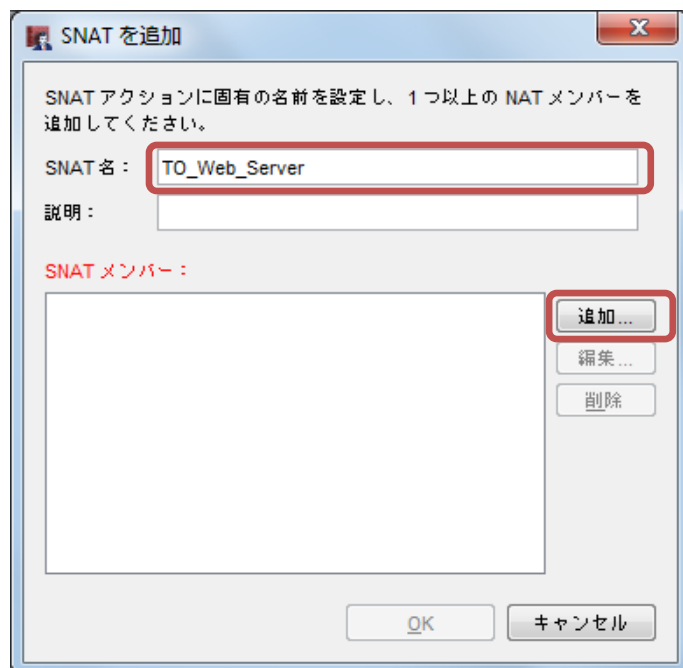 SNAT を追加
SNAT アクションに固有の名前を設定し、1 つ以上の NAT メンバーを
追加してください。
SNAT 名： TO_Web_Server
説明：
SNAT メンバー：
追加...
編集...
削除
OK キャンセル